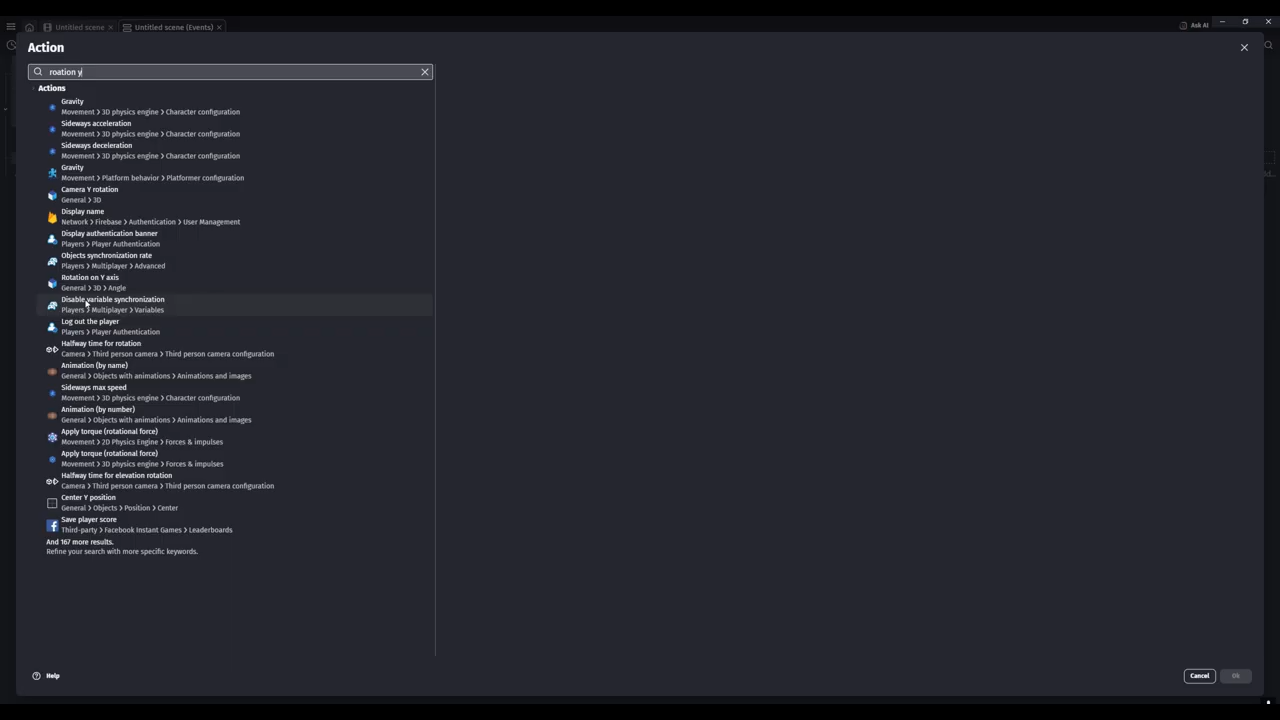 Untitled scene
Untitled scene (Events)
Ask AI
Action
roation y
Actions
Gravity
Movement > 3D physics engine > Character configuration
Sideways acceleration
Movement > 3D physics engine > Character configuration
Sideways deceleration
Movement > 3D physics engine > Character configuration
Gravity
Movement > Platform behavior > Platformer configuration
Camera Y rotation
General > 3D
Display name
Network > Firebase > Authentication > User Management
Display authentication banner
Players > Player Authentication
Objects synchronization rate
Players > Multiplayer > Advanced
Rotation on Y axis
General > 3D > Angle
Disable variable synchronization
Players > Multiplayer > Variables
Log out the player
Players > Player Authentication
Halfway time for rotation
Camera > Third person camera > Third person camera configuration
Animation (by name)
General > Objects with animations > Animations and images
Sideways max speed
Movement > 3D physics engine > Character configuration
Animation (by number)
General > Objects with animations > Animations and images
Apply torque (rotational force)
Movement > 2D Physics Engine > Forces & impulses
Apply torque (rotational force)
Movement > 3D physics engine > Forces & impulses
Halfway time for elevation rotation
Camera > Third person camera > Third person camera configuration
Center Y position
General > Objects > Position > Center
Save player score
Third-party > Facebook Instant Games > Leaderboards
And 167 more results.
Refine your search with more specific keywords.
Help
Cancel
Ok